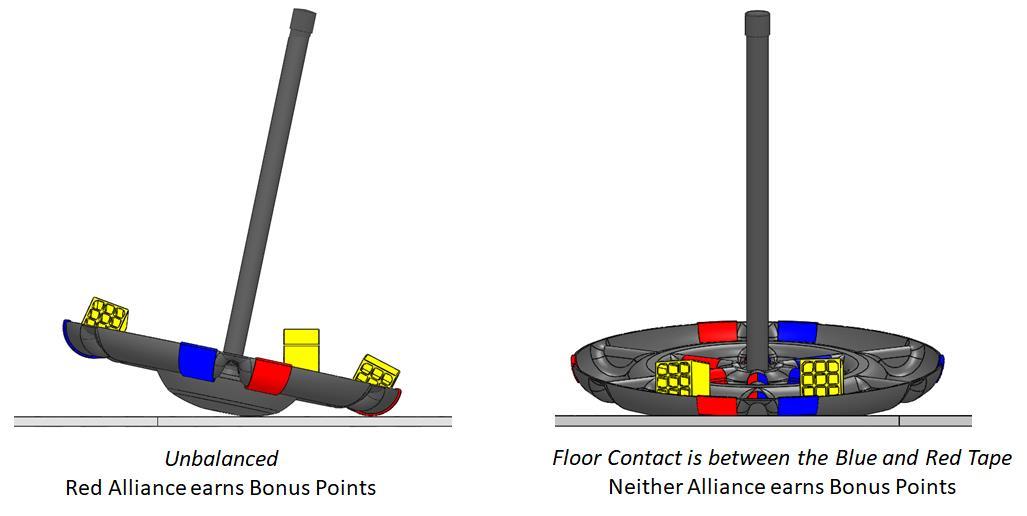 Unbalanced
Red Alliance earns Bonus Points
Floor Contact is between the Blue and Red Tape
Neither Alliance earns Bonus Points